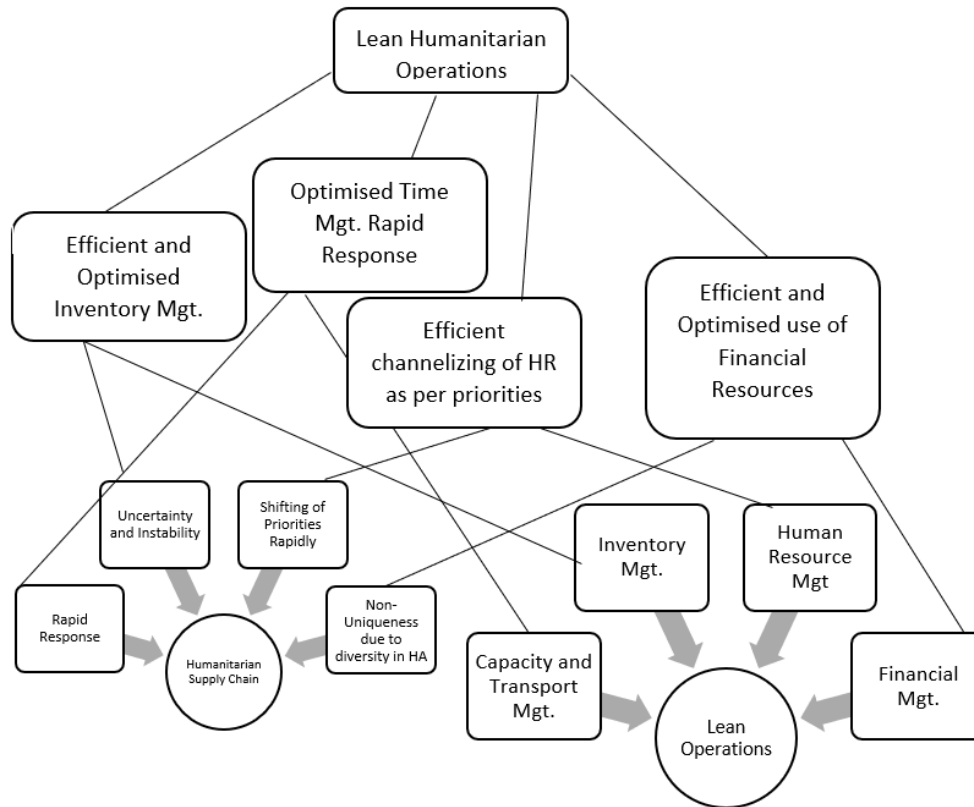 Lean Humanitarian
Operations
Optimised Time
Mgt. Rapid
Response
Efficient and
Optimised
Inventory Mgt.
Efficient and
Optimised use of
Financial
Resources
Efficient
channelizing of HR
as per priorities
Uncertainty
and Instability
Shifting of
Priorities
Rapidly
Inventory
Mgt.
Human
Resource
Mgt
Rapid
Response
Non-
Uniqueness
due to
diversity in HA
Humanitarian
Supply Chain
Capacity and
Transport
Mgt.
Financial
Mgt.
Lean
Operations